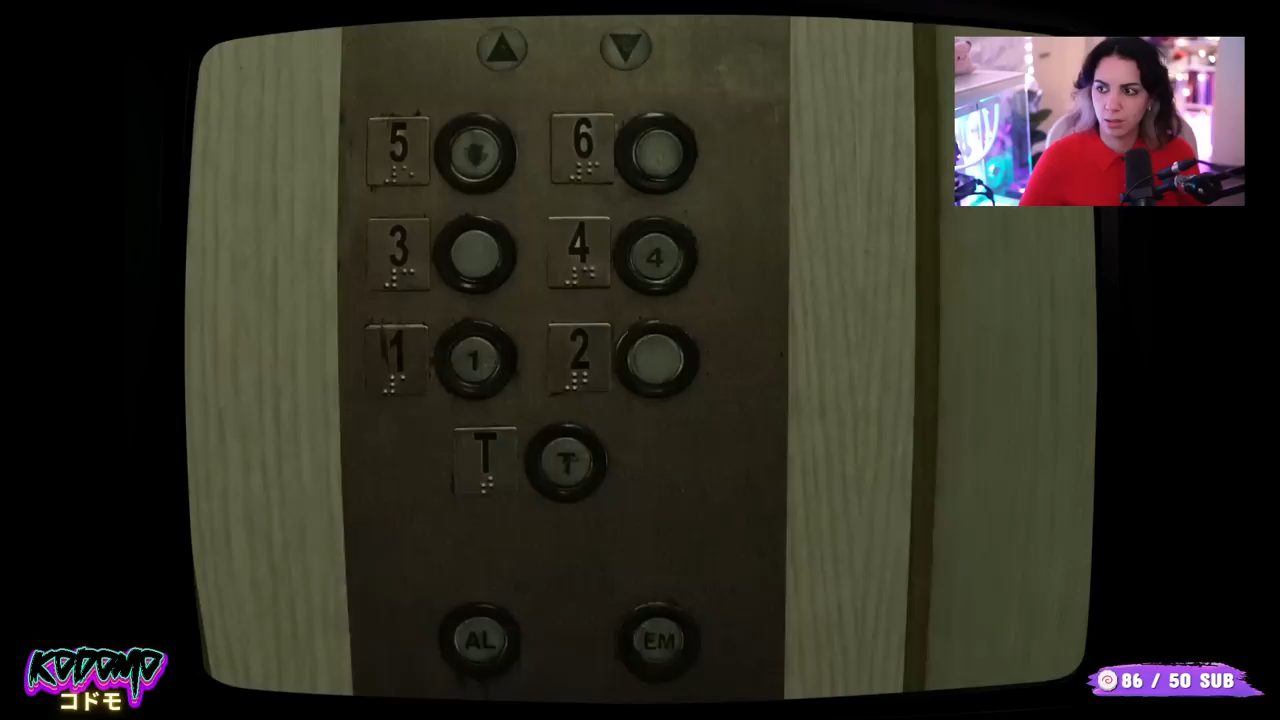 5 6
3 4 4
1 1 2
T T
AL EM
KODOMO
コドモ
86 / 50 SUB